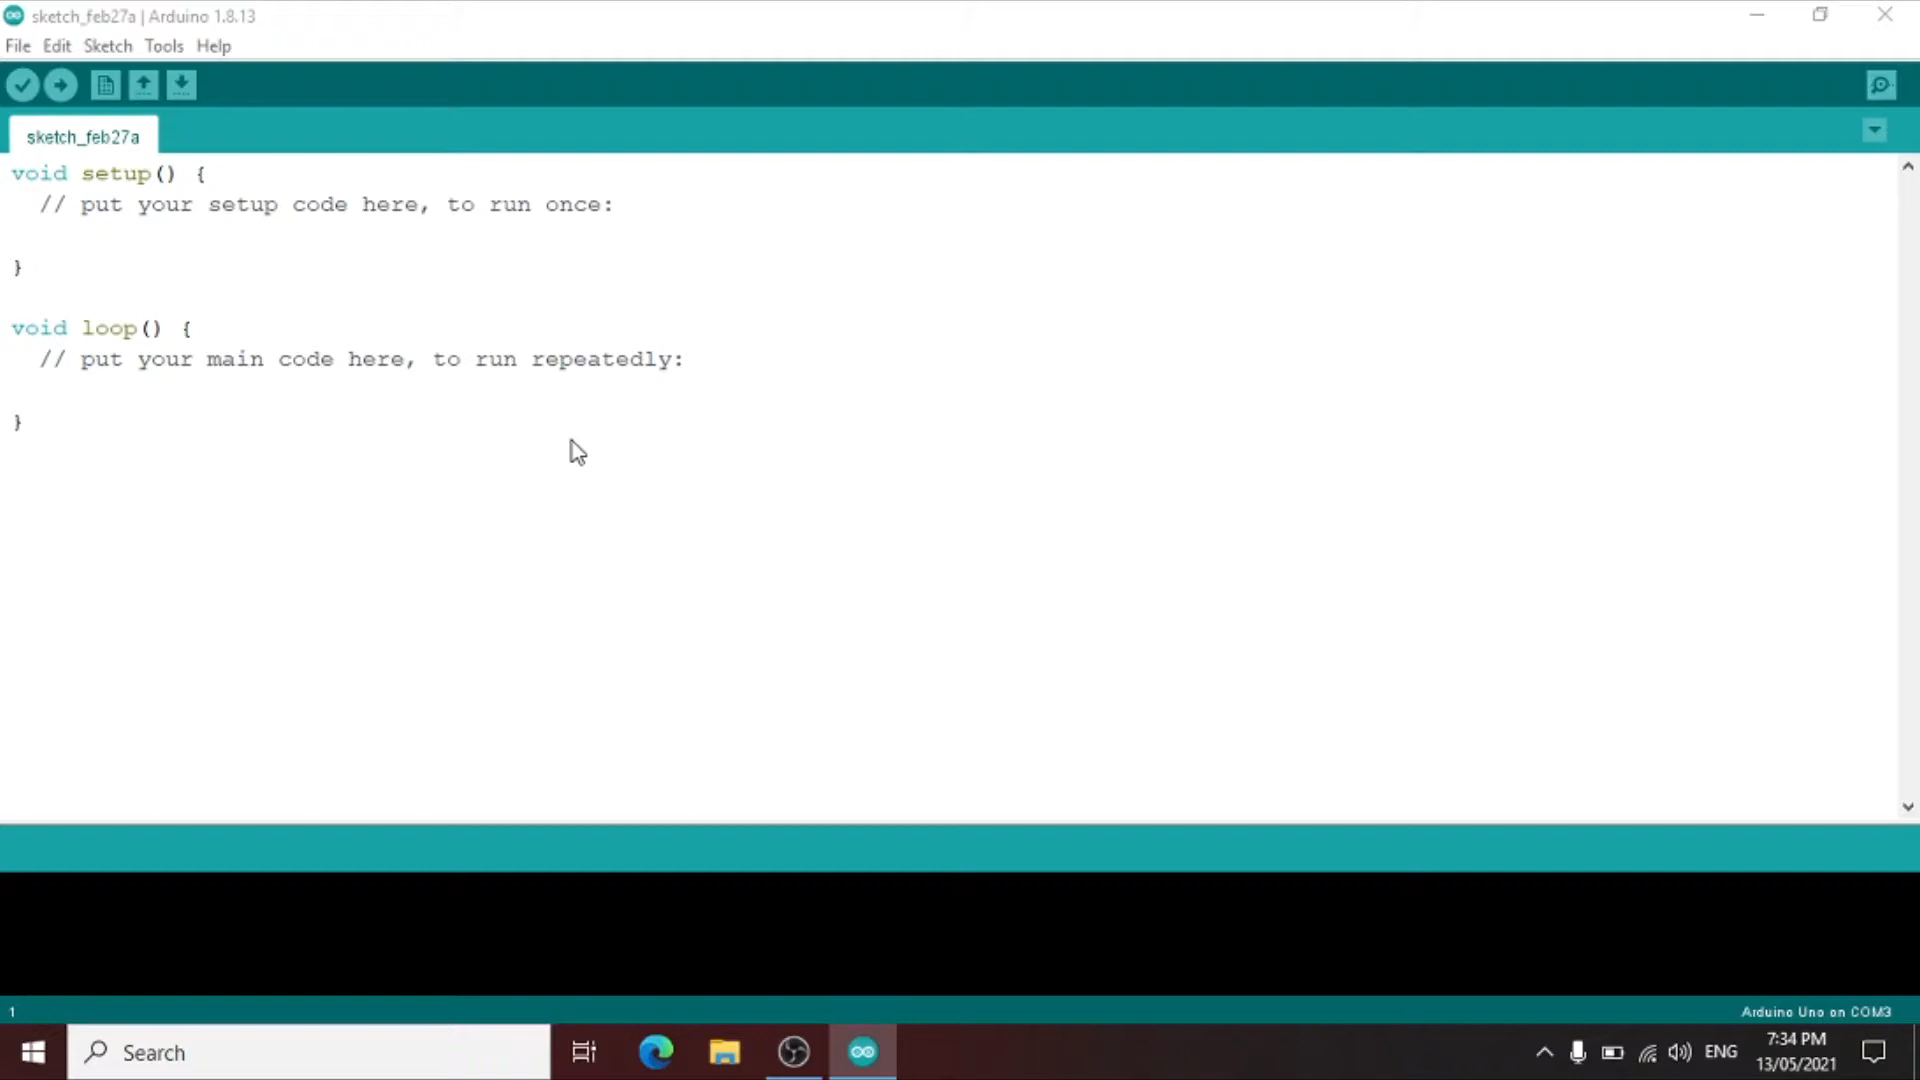 sketch_feb27a | Arduino 1.8.13
File Edit Sketch Tools Help
sketch_feb27a
void setup() {
  // put your setup code here, to run once:
}
void loop() {
  // put your main code here, to run repeatedly:
}
1
Arduino Uno on COM3
Search
ENG
7:34 PM
13/05/2021